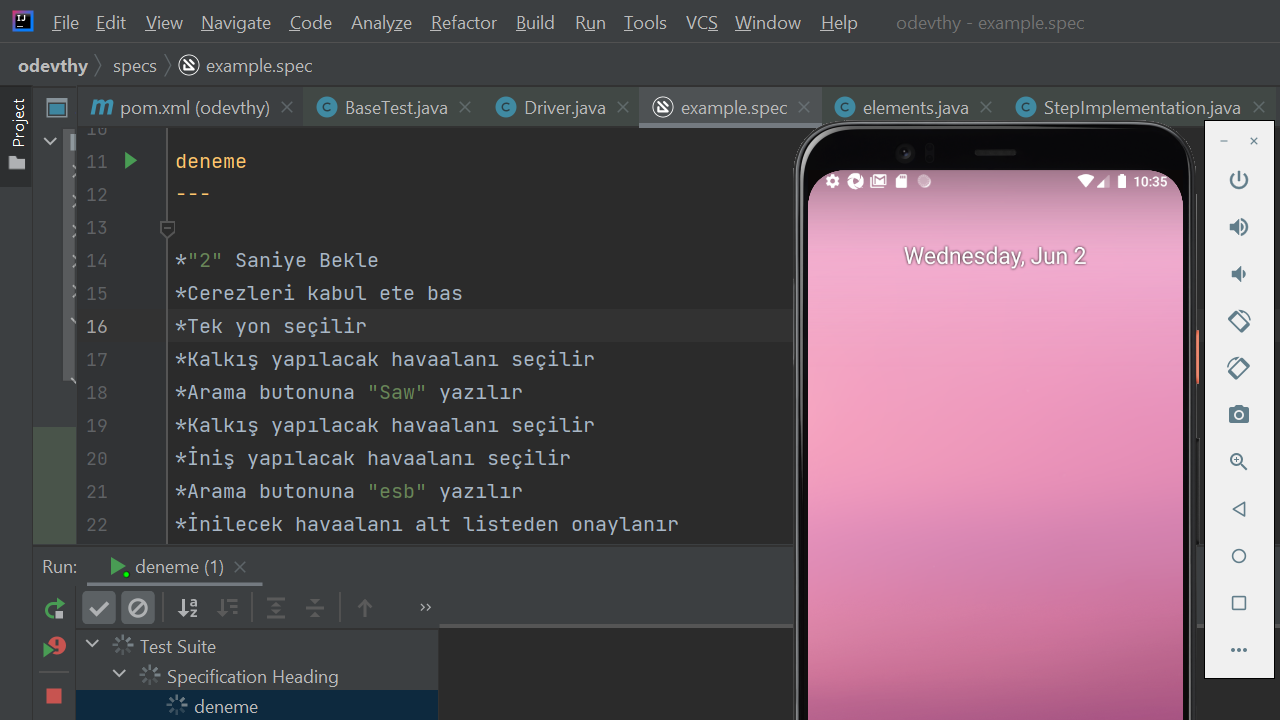 File Edit View Navigate Code Analyze Refactor Build Run Tools VCS Window Help odevthy - example.spec
odevthy specs example.spec
Project
m pom.xml (odevthy) C BaseTest.java C Driver.java example.spec C elements.java C StepImplementation.java
10
11 deneme
12 ---
13
14 *"2" Saniye Bekle
15 *Cerezleri kabul ete bas
16 *Tek yon seçilir
17 *Kalkış yapılacak havaalanı seçilir
18 *Arama butonuna "Saw" yazılır
19 *Kalkış yapılacak havaalanı seçilir
20 *İniş yapılacak havaalanı seçilir
21 *Arama butonuna "esb" yazılır
22 *İnilecek havaalanı alt listeden onaylanır
10:35
Wednesday, Jun 2
Run: deneme (1)
Test Suite
Specification Heading
deneme